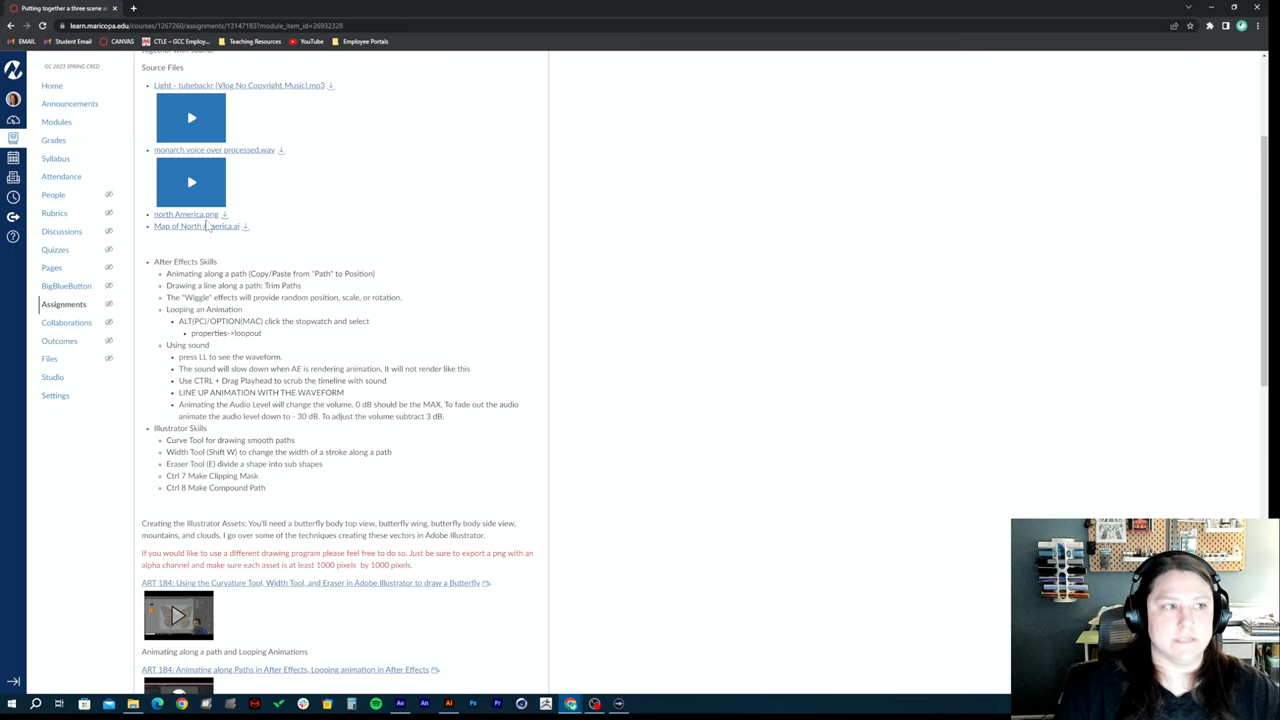 Putting together a three scene a
learn.maricopa.edu/courses/1267260/assignments/13147183?module_item_id=26932328
EMAIL
Student Email
CANVAS
CTLE – GCC Employ...
Teaching Resources
YouTube
Employee Portals
GC 2023 SPRING CRED
Home
Announcements
Modules
Grades
Syllabus
Attendance
People
Rubrics
Discussions
Quizzes
Pages
BigBlueButton
Assignments
Collaborations
Outcomes
Files
Studio
Settings
together with sound.
Source Files
Light - tubebackr [Vlog No Copyright Music].mp3
monarch voice over processed.wav
north America.png
Map of North America.ai
After Effects Skills
Animating along a path (Copy/Paste from "Path" to Position)
Drawing a line along a path: Trim Paths
The "Wiggle" effects will provide random position, scale, or rotation.
Looping an Animation
ALT(PC)/OPTION(MAC) click the stopwatch and select
properties->loopout
Using sound
press LL to see the waveform.
The sound will slow down when AE is rendering animation, It will not render like this
Use CTRL + Drag Playhead to scrub the timeline with sound
LINE UP ANIMATION WITH THE WAVEFORM
Animating the Audio Level will change the volume. 0 dB should be the MAX. To fade out the audio
animate the audio level down to - 30 dB. To adjust the volume subtract 3 dB.
Illustrator Skills
Curve Tool for drawing smooth paths
Width Tool (Shift W) to change the width of a stroke along a path
Eraser Tool (E) divide a shape into sub shapes
Ctrl 7 Make Clipping Mask
Ctrl 8 Make Compound Path
Creating the Illustrator Assets: You'll need a butterfly body top view, butterfly wing, butterfly body side view,
mountains, and clouds, I go over some of the techniques creating these vectors in Adobe Illustrator.
If you would like to use a different drawing program please feel free to do so. Just be sure to export a png with an
alpha channel and make sure each asset is at least 1000 pixels by 1000 pixels.
ART 184: Using the Curvature Tool, Width Tool, and Eraser in Adobe Illustrator to draw a Butterfly
Animating along a path and Looping Animations
ART 184: Animating along Paths in After Effects, Looping animation in After Effects